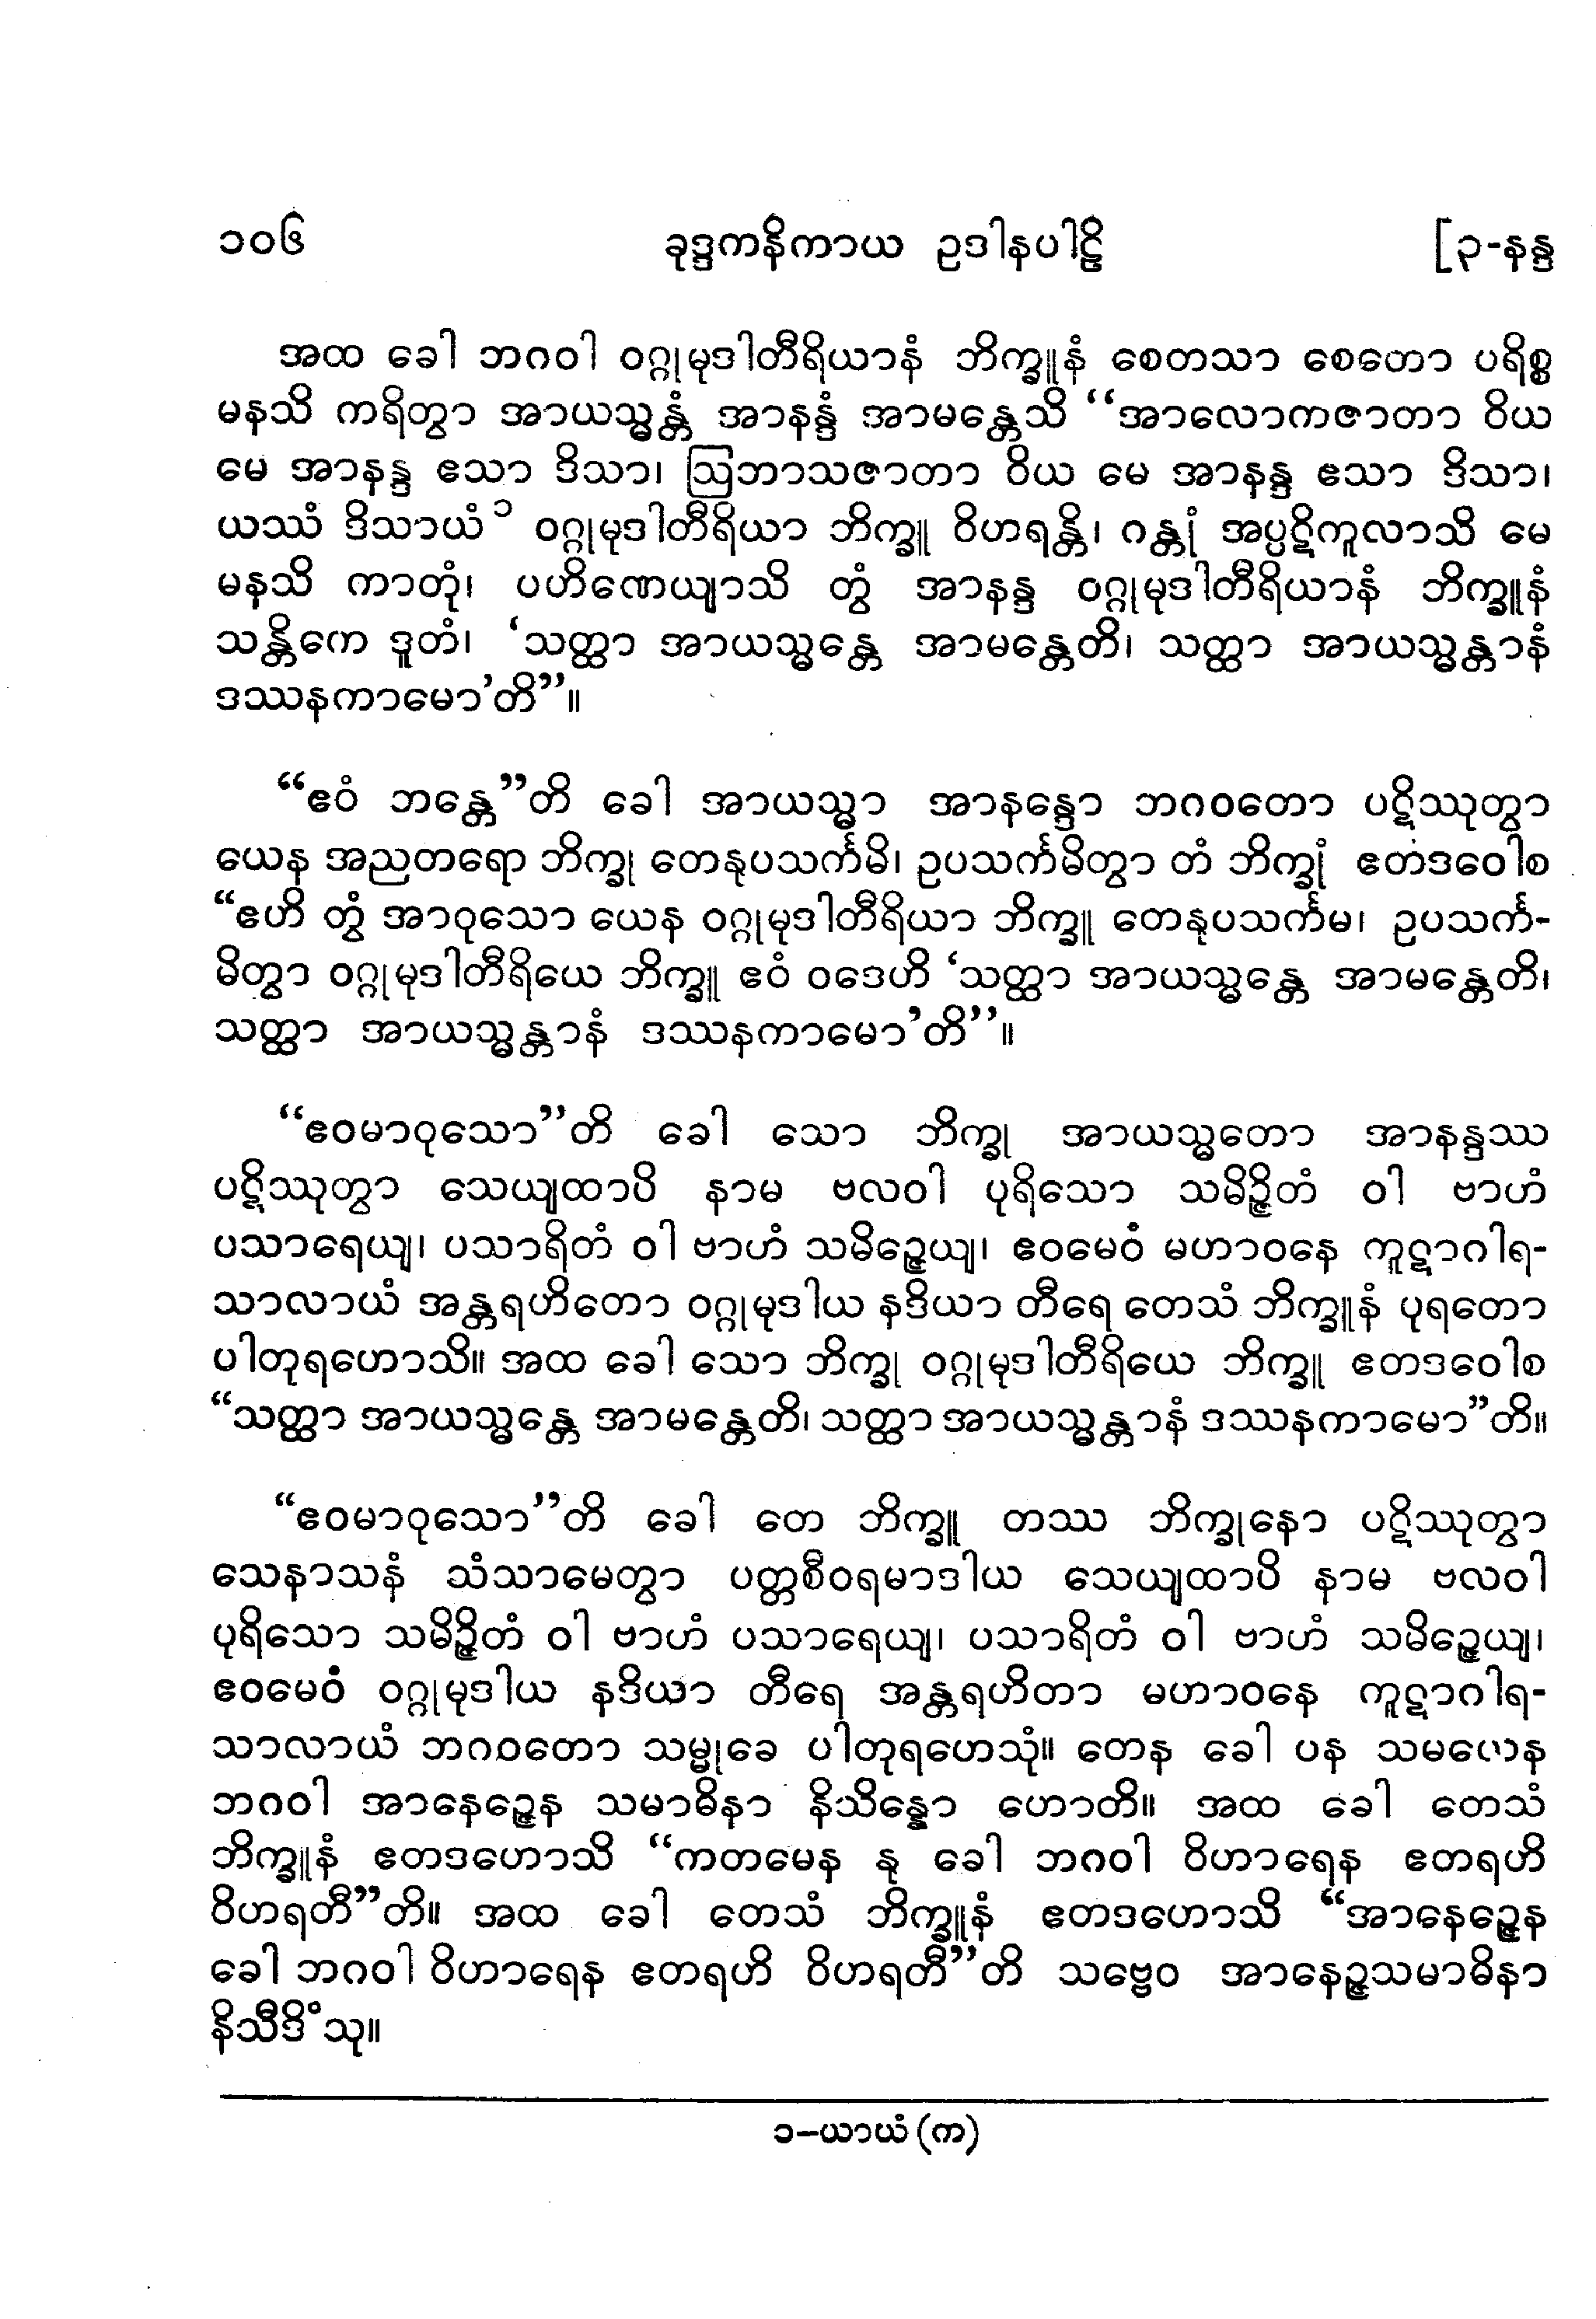 ၁၀၆ ခုဒ္ဒကနိကာယ ဥဒါနပါဠိ [၃-နန္ဒ
အထ ခေါ ဘဂဝါ ဝဂ္ဂုမုဒါတီရိယာနံ ဘိက္ခူနံ စေတသာ စေတော ပရိစ္စ
မနသိ ကရိတွာ အာယသ္မန္တံ အာနန္ဒံ အာမန္တေသိ “အာလောကဇာတာ ဝိယ
မေ အာနန္ဒ ဧသာ ဒိသာ၊ ဩဘာသဇာတာ ဝိယ မေ အာနန္ဒ ဧသာ ဒိသာ၊
ယဿံ ဒိသာယံ ၁ ဝဂ္ဂုမုဒါတီရိယာ ဘိက္ခူ ဝိဟရန္တိ၊ ဂန္တုံ အပ္ပဋိကူလာသိ မေ
မနသိ ကာတုံ၊ ပဟိဏေယျာသိ တွံ အာနန္ဒ ဝဂ္ဂုမုဒါတီရိယာနံ ဘိက္ခူနံ
သန္တိကေ ဒူတံ၊ ‘သတ္ထာ အာယသ္မန္တေ အာမန္တေတိ၊ သတ္ထာ အာယသ္မန္တာနံ
ဒဿနကာမော’တိ”။
“ဧဝံ ဘန္တေ”တိ ခေါ အာယသ္မာ အာနန္ဒော ဘဂဝတော ပဋိဿုတွာ
ယေန အညတရော ဘိက္ခု တေနုပသင်္ကမိ၊ ဥပသင်္ကမိတွာ တံ ဘိက္ခုံ ဧတဒဝေါစ
“ဧဟိ တွံ အာဝုသော ယေန ဝဂ္ဂုမုဒါတီရိယာ ဘိက္ခူ တေနုပသင်္ကမ၊ ဥပသင်္က-
မိတွာ ဝဂ္ဂုမုဒါတီရိယေ ဘိက္ခူ ဧဝံ ဝဒေဟိ ‘သတ္ထာ အာယသ္မန္တေ အာမန္တေတိ၊
သတ္ထာ အာယသ္မန္တာနံ ဒဿနကာမော’တိ”။
“ဧဝမာဝုသော”တိ ခေါ သော ဘိက္ခု အာယသ္မတော အာနန္ဒဿ
ပဋိဿုတွာ သေယျထာပိ နာမ ဗလဝါ ပုရိသော သမိဉ္ဇိတံ ဝါ ဗာဟံ
ပသာရေယျ၊ ပသာရိတံ ဝါ ဗာဟံ သမိဉ္ဇေယျ၊ ဧဝမေဝံ မဟာဝနေ ကူဋာဂါရ-
သာလာယံ အန္တရဟိတော ဝဂ္ဂုမုဒါယ နဒိယာ တီရေ တေသံ ဘိက္ခူနံ ပုရတော
ပါတုရဟောသိ။ အထ ခေါ သော ဘိက္ခု ဝဂ္ဂုမုဒါတီရိယေ ဘိက္ခူ ဧတဒဝေါစ
“သတ္ထာ အာယသ္မန္တေ အာမန္တေတိ၊ သတ္ထာ အာယသ္မန္တာနံ ဒဿနကာမော”တိ။
“ဧဝမာဝုသော”တိ ခေါ တေ ဘိက္ခူ တဿ ဘိက္ခုနော ပဋိဿုတွာ
သေနာသနံ သံသာမေတွာ ပတ္တစီဝရမာဒါယ သေယျထာပိ နာမ ဗလဝါ
ပုရိသော သမိဉ္ဇိတံ ဝါ ဗာဟံ ပသာရေယျ၊ ပသာရိတံ ဝါ ဗာဟံ သမိဉ္ဇေယျ၊
ဧဝမေဝံ ဝဂ္ဂုမုဒါယ နဒိယာ တီရေ အန္တရဟိတာ မဟာဝနေ ကူဋာဂါရ-
သာလာယံ ဘဂဝတော သမ္မုခေ ပါတုရဟေသုံ။ တေန ခေါ ပန သမယေန
ဘဂဝါ အာနေဉ္ဇေန သမာဓိနာ နိသိန္နော ဟောတိ။ အထ ခေါ တေသံ
ဘိက္ခူနံ ဧတဒဟောသိ “ကတမေန နု ခေါ ဘဂဝါ ဝိဟာရေန ဧတရဟိ
ဝိဟရတီ”တိ။ အထ ခေါ တေသံ ဘိက္ခူနံ ဧတဒဟောသိ “အာနေဉ္ဇေန
ခေါ ဘဂဝါ ဝိဟာရေန ဧတရဟိ ဝိဟရတီ”တိ သဗ္ဗေဝ အာနေဉ္ဇသမာဓိနာ
နိသီဒိံသု။
၁-ယာယံ (က)